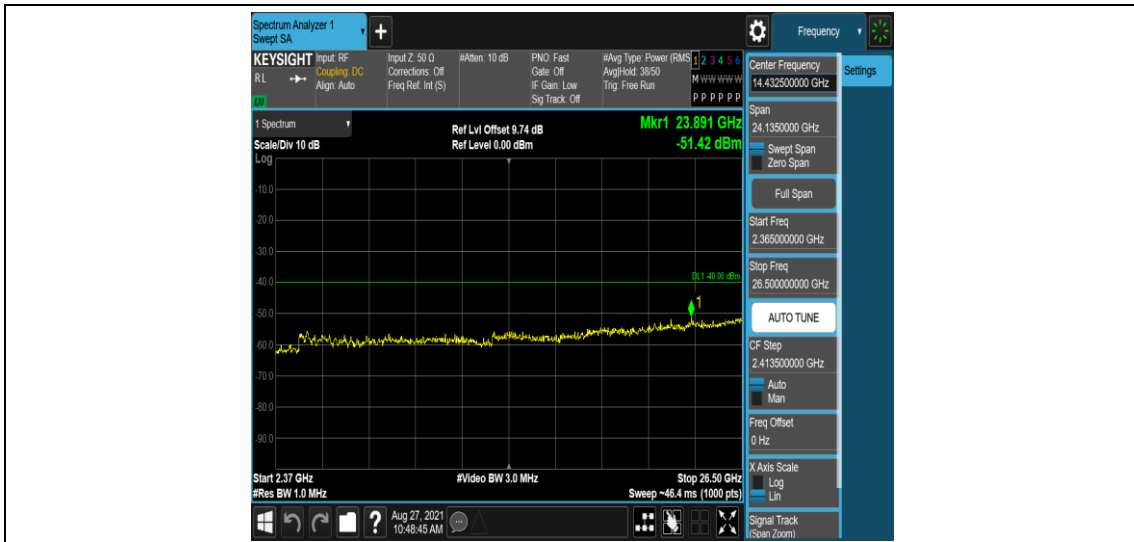 Spectrum Analyzer 1
Swept SA
+
Frequency
KEYSIGHT
RL
LM
Input: RF
Coupling: DC
Align: Auto
Input Z: 50 Ω
Corrections: Off
Freq Ref: Int (S)
#Atten: 10 dB
PNO: Fast
Gate: Off
IF Gain: Low
Sig Track: Off
#Avg Type: Power (RMS
Avg|Hold: 38/50
Trig: Free Run
1 2 3 4 5 6
M W W W W W
P P P P P P
1 Spectrum
Scale/Div 10 dB
Log
Ref Lvl Offset 9.74 dB
Ref Level 0.00 dBm
Mkr1 23.891 GHz
-51.42 dBm
-10.0
-20.0
-30.0
DL1 -40.00 dBm
-40.0
1
-50.0
-60.0
-70.0
-80.0
-90.0
Start 2.37 GHz
#Res BW 1.0 MHz
#Video BW 3.0 MHz
Stop 26.50 GHz
Sweep ~46.4 ms (1000 pts)
Center Frequency
14.432500000 GHz
Settings
Span
24.1350000 GHz
Swept Span
Zero Span
Full Span
Start Freq
2.365000000 GHz
Stop Freq
26.500000000 GHz
AUTO TUNE
CF Step
2.413500000 GHz
Auto
Man
Freq Offset
0 Hz
X Axis Scale
Log
Lin
Signal Track
(Span Zoom)
?
Aug 27, 2021
10:48:45 AM